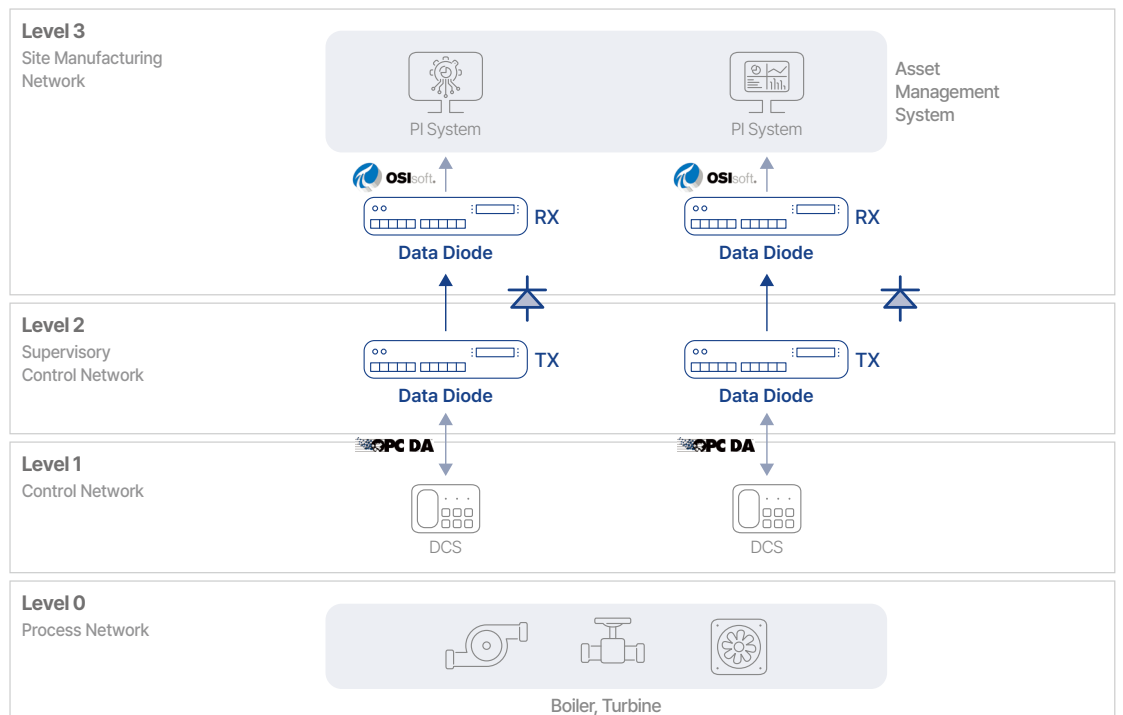 Level 3
Site Manufacturing
Network
PI System
PI System
Asset
Management
System
OSIsoft.
OSIsoft.
RX
RX
Data Diode
Data Diode
Level 2
Supervisory
Control Network
TX
TX
Data Diode
Data Diode
OPC DA
OPC DA
Level 1
Control Network
DCS
DCS
Level 0
Process Network
Boiler, Turbine